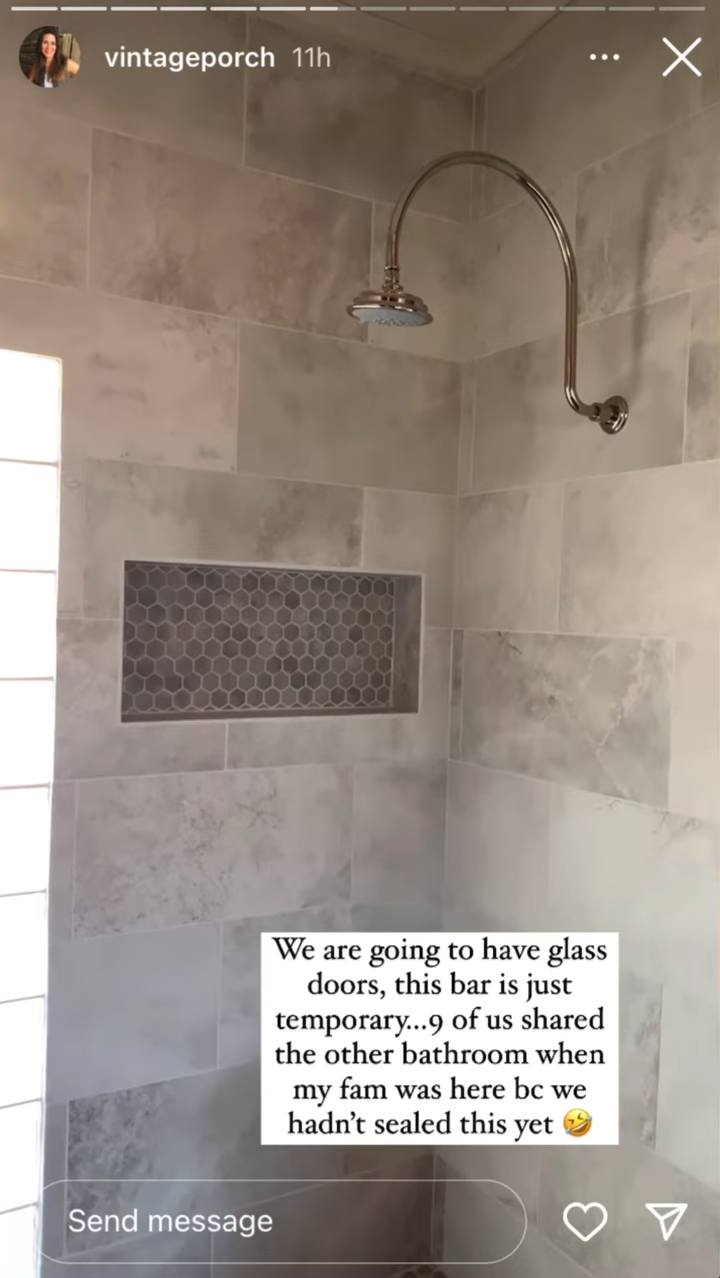 vintageporch 11h
We are going to have glass
doors, this bar is just
temporary...9 of us shared
the other bathroom when
my fam was here bc we
hadn't sealed this yet 🤣
Send message